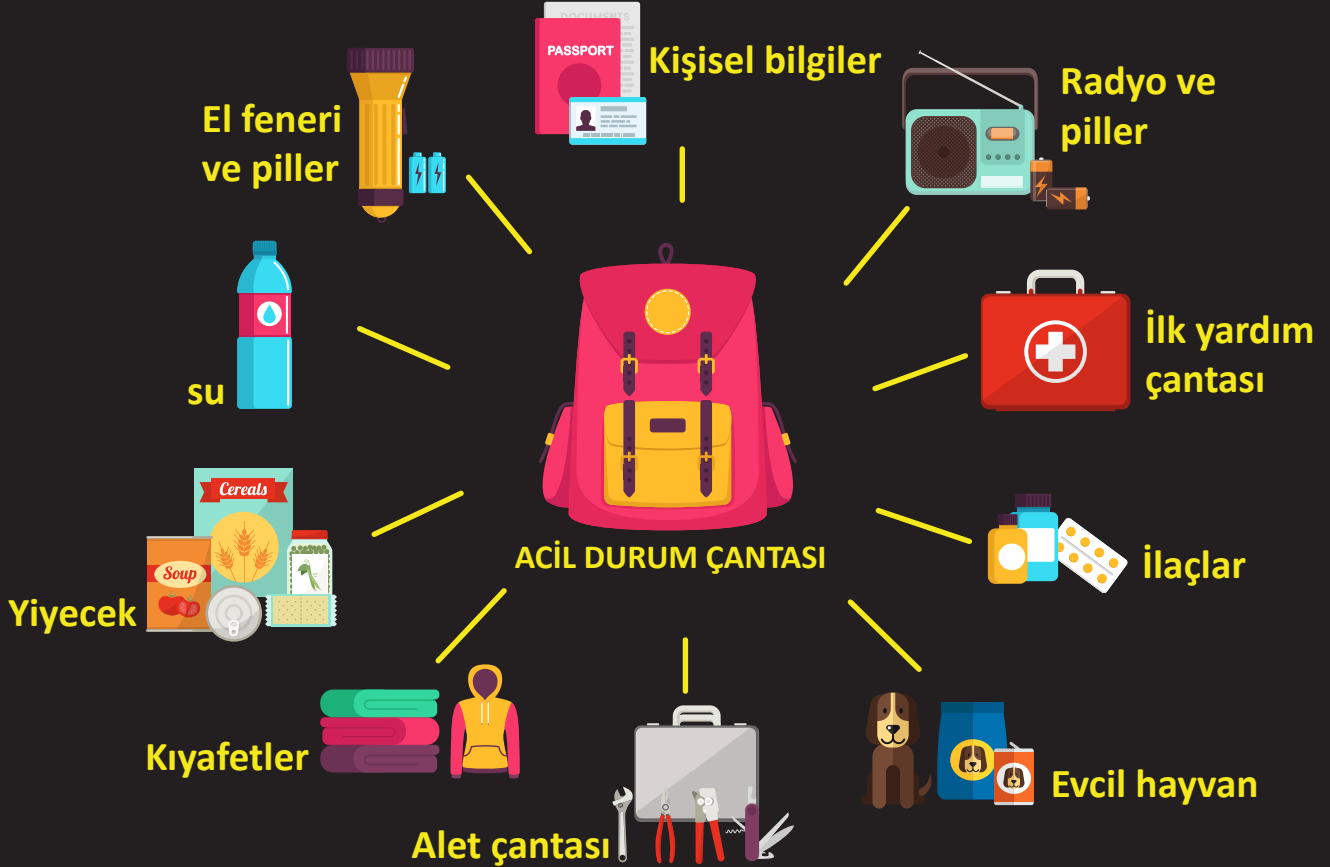 DOCUMENTS
PASSPORT
Kişisel bilgiler
El feneri
ve piller
Radyo ve
piller
su
İlk yardım
çantası
Cereals
Soup
Yiyecek
ACİL DURUM ÇANTASI
İlaçlar
Kıyafetler
Alet çantası
Evcil hayvan